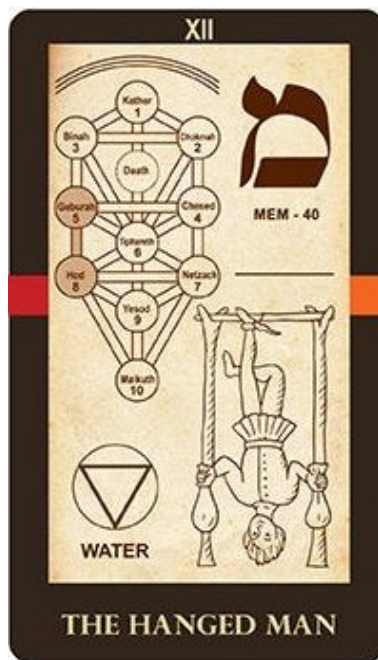 XII
Kether
1
Binah
3
Chokmah
2
Daath
Geburah
5
Chesed
4
Tiphareth
6
Hod
8
Netzach
7
Yesod
9
Malkuth
10
מ
MEM - 40
WATER
THE HANGED MAN